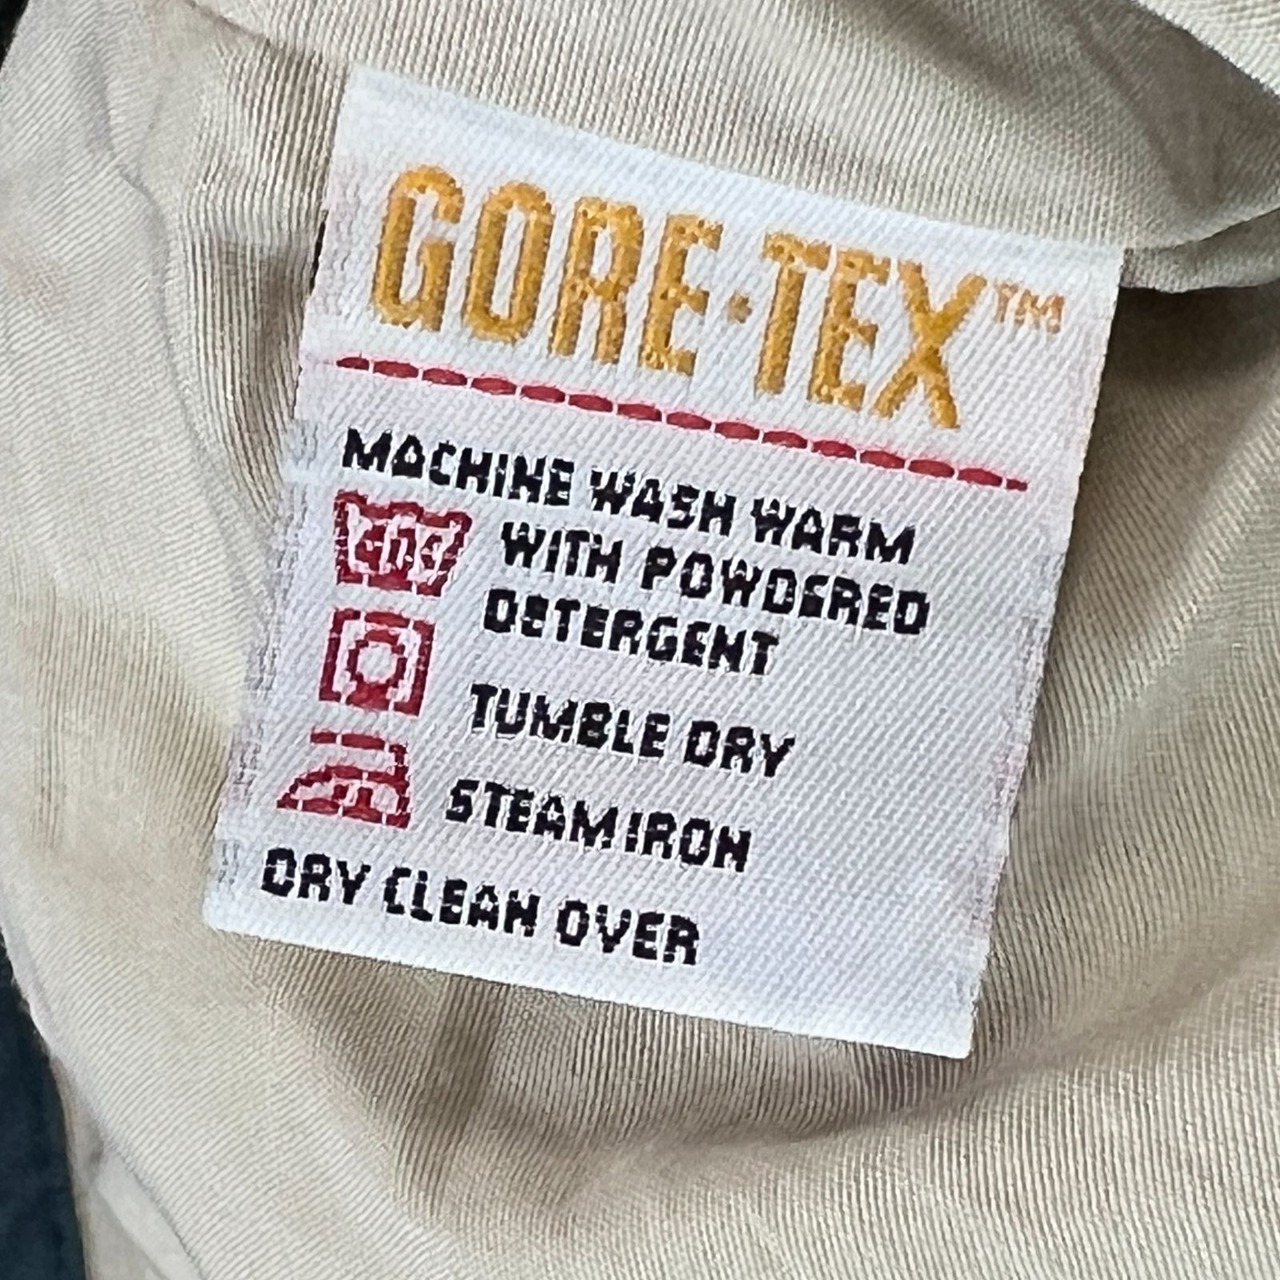 GORE-TEX™
MACHINE WASH WARM
WITH POWDERED
DETERGENT
TUMBLE DRY
STEAM IRON
DRY CLEAN OVER